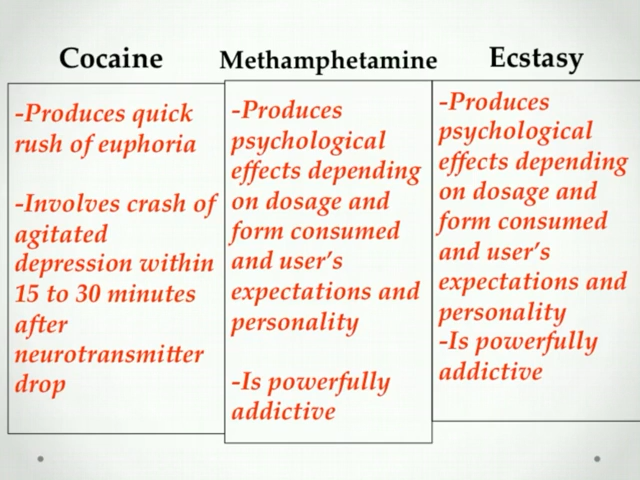 Cocaine
-Produces quick
rush of euphoria
-Involves crash of
agitated
depression within
15 to 30 minutes
after
neurotransmitter
drop
Methamphetamine
-Produces
psychological
effects depending
on dosage and
form consumed
and user's
expectations and
personality
-Is powerfully
addictive
Ecstasy
-Produces
psychological
effects depending
on dosage and
form consumed
and user's
expectations and
personality
-Is powerfully
addictive